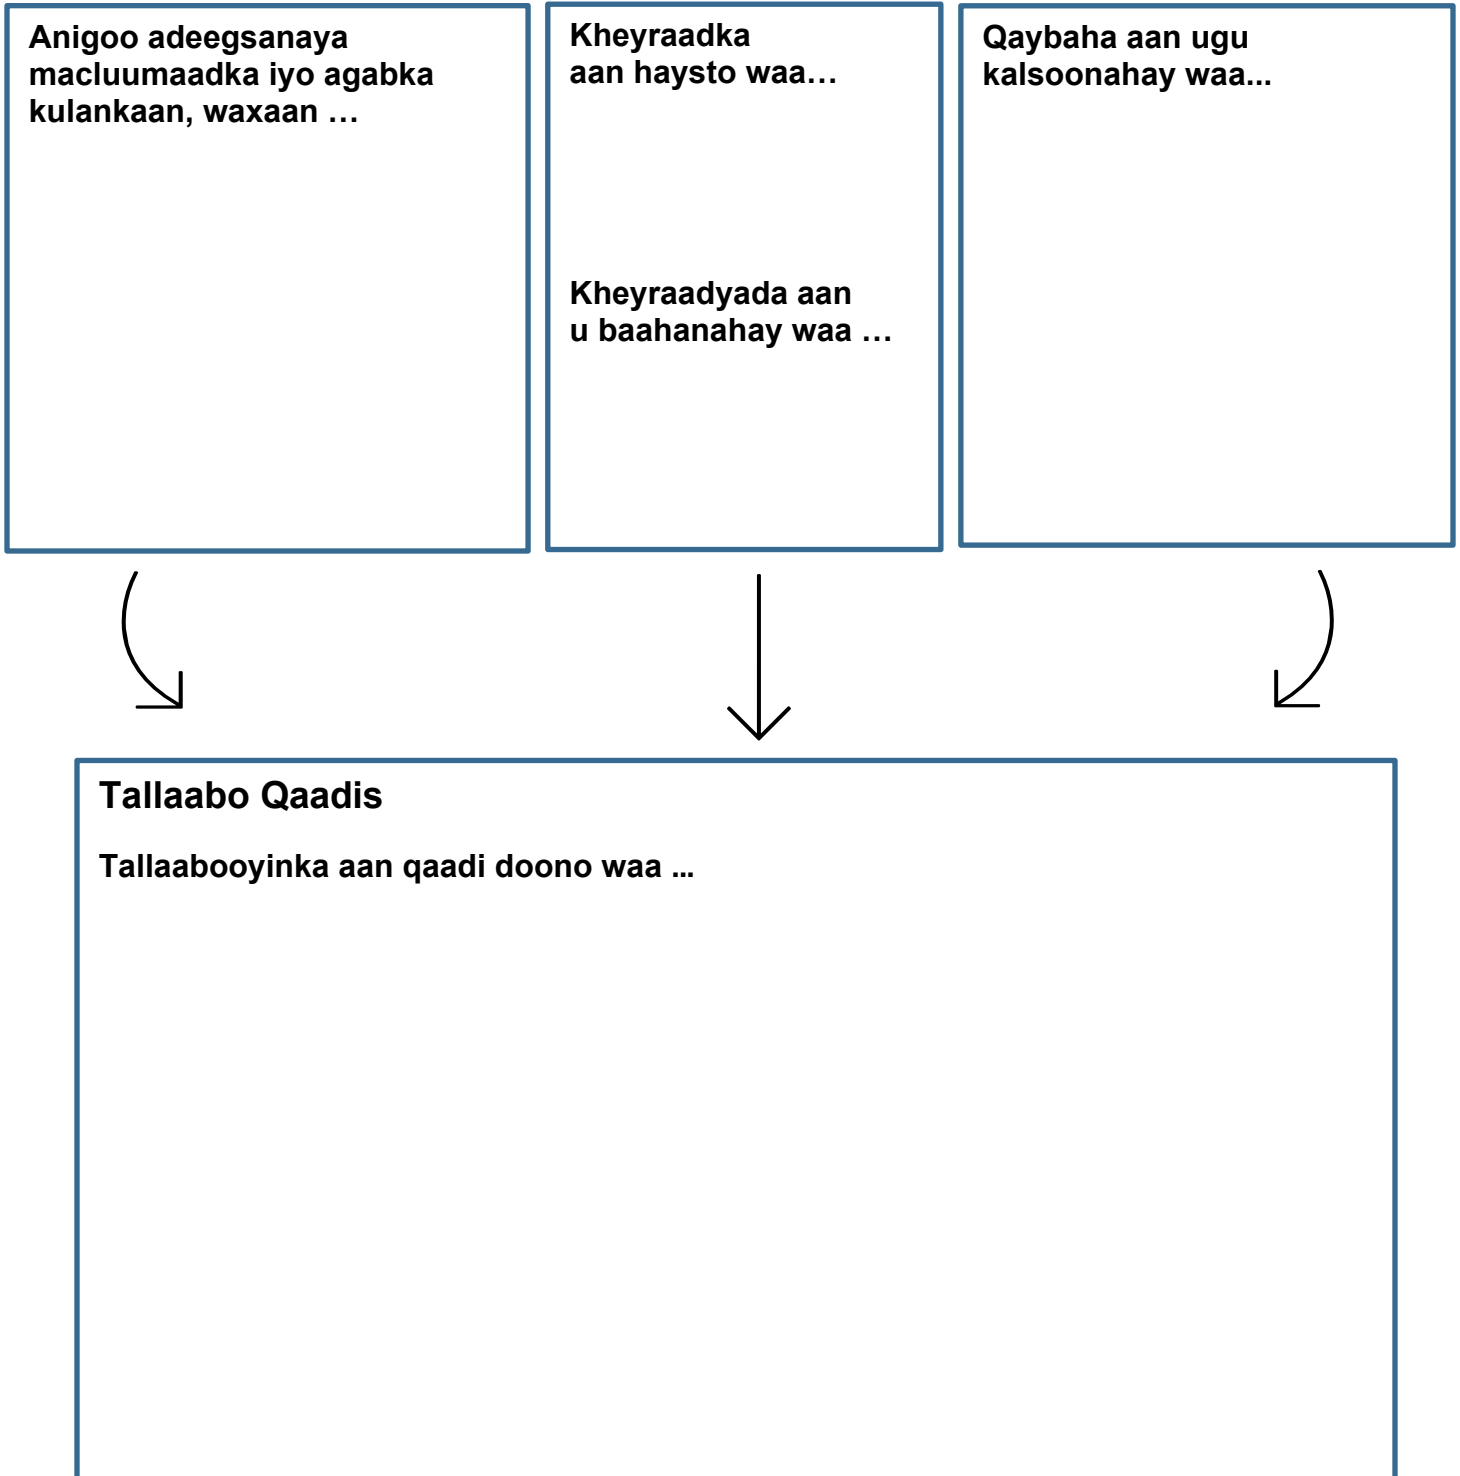 Anigoo adeegsanaya
macluumaadka iyo agabka
kulankaan, waxaan …
Kheyraadka
aan haysto waa…
Kheyraadyada aan
u baahanahay waa …
Qaybaha aan ugu
kalsoonahay waa...
Tallaabo Qaadis
Tallaabooyinka aan qaadi doono waa ...